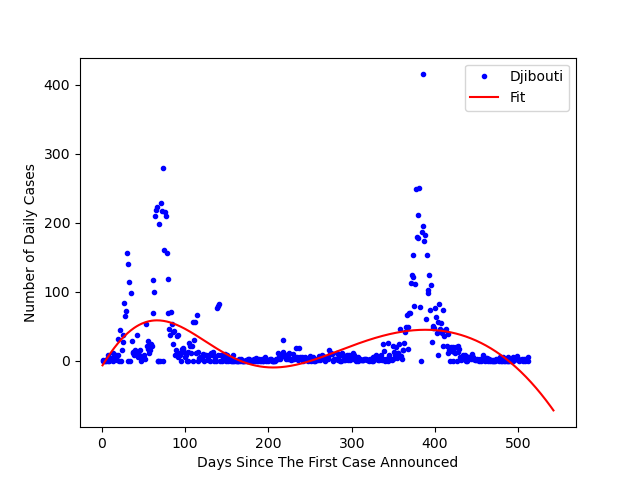 Djibouti
Fit
Number of Daily Cases
400
300
200
100
0
0 100 200 300 400 500
Days Since The First Case Announced